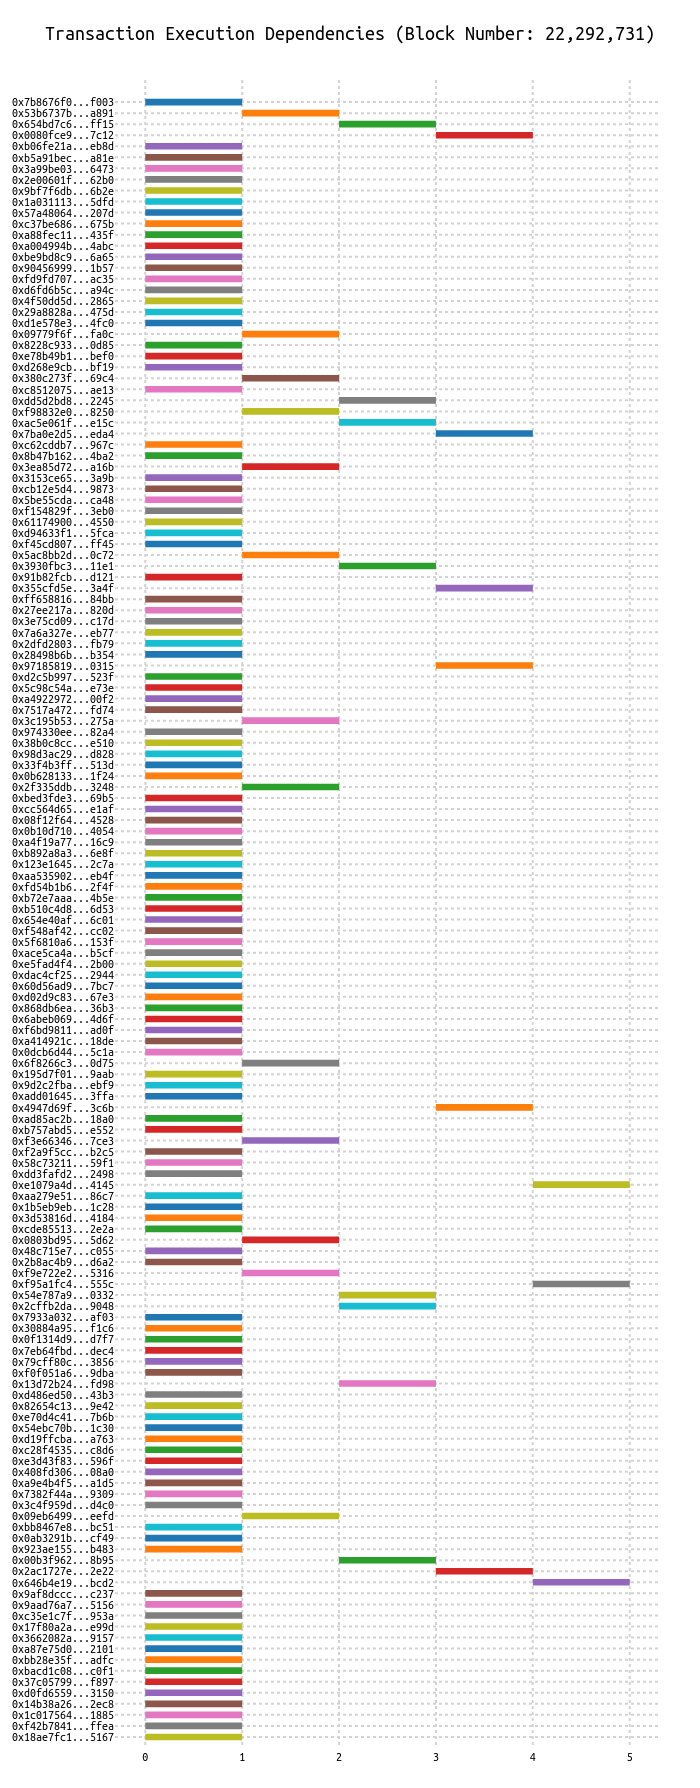 Transaction Execution Dependencies (Block Number: 22,292,731)
0x7b8676f0...f003
0x53b6737b...a891
0x654bd7c6...ff15
0x0080fce9...7c12
0xb06fe21a...eb8d
0xb5a91bec...a81e
0x3a99be03...6473
0x2e00601f...62b0
0x9bf7f6db...6b2e
0x1a031113...5dfd
0x57a48064...207d
0xc37be686...675b
0xa88fec11...435f
0xa004994b...4abc
0xbe9bd8c9...6a65
0x90456999...1b57
0xfd9fd707...ac35
0xd6fd6b5c...a94c
0x4f50dd5d...2865
0x29a8828a...475d
0xd1e578e3...4fc0
0x09779f6f...fa0c
0x8228c933...0d85
0xe78b49b1...bef0
0xd268e9cb...bf19
0x380c273f...69c4
0xc8512075...ae13
0xdd5d2bd8...2245
0xf98832e0...8250
0xac5e061f...e15c
0x7ba0e2d5...eda4
0xc62cddb7...967c
0x8b47b162...4ba2
0x3ea85d72...a16b
0x3153ce65...3a9b
0xcb12e5d4...9873
0x5be55cda...ca48
0xf154829f...3eb0
0x61174900...4550
0xd94633f1...5fca
0xf45cd807...ff45
0x5ac8bb2d...0c72
0x3930fbc3...11e1
0x91b82fcb...d121
0x355cfd5e...3a4f
0xff658816...84bb
0x27ee217a...820d
0x3e75cd09...c17d
0x7a6a327e...eb77
0x2dfd2803...fb79
0x28498b6b...b354
0x97185819...0315
0xd2c5b997...523f
0x5c98c54a...e73e
0xa4922972...00f2
0x7517a472...fd74
0x3c195b53...275a
0x974330ee...82a4
0x38b0c8cc...e510
0x98d3ac29...d828
0x33f4b3ff...513d
0x0b628133...1f24
0x2f335ddb...3248
0xbed3fde3...69b5
0xcc564d65...e1af
0x08f12f64...4528
0x0b10d710...4054
0xa4f19a77...16c9
0xb892a8a3...6e8f
0x123e1645...2c7a
0xaa535902...eb4f
0xfd54b1b6...2f4f
0xb72e7aaa...4b5e
0xb510c4d8...6d53
0x654e40af...6c01
0xf548af42...cc02
0x5f6810a6...153f
0xace5ca4a...b5cf
0xe5fad4f4...2b00
0xdac4cf25...2944
0x60d56ad9...7bc7
0xd02d9c83...67e3
0x868db6ea...36b3
0x6abeb069...4d6f
0xf6bd9811...ad0f
0xa414921c...18de
0x0dcb6d44...5c1a
0x6f8266c3...0d75
0x195d7f01...9aab
0x9d2c2fba...ebf9
0xadd01645...3ffa
0x4947d69f...3c6b
0xad85ac2b...18a0
0xb757abd5...e552
0xf3e66346...7ce3
0xf2a9f5cc...b2c5
0x58c73211...59f1
0xdd3fafd2...2498
0xe1079a4d...4145
0xaa279e51...86c7
0x1b5eb9eb...1c28
0x3d53816d...4184
0xcde85513...2e2a
0x0803bd95...5d62
0x48c715e7...c055
0x2b8ac4b9...d6a2
0xf9e722e2...5316
0xf95a1fc4...555c
0x54e787a9...0332
0x2cffb2da...9048
0x7933a032...af03
0x30884a95...f1c6
0x0f1314d9...d7f7
0x7eb64fbd...dec4
0x79cff80c...3856
0xf0f051a6...9dba
0x13d72b24...fd98
0xd486ed50...43b3
0x82654c13...9e42
0xe70d4c41...7b6b
0x54ebc70b...1c30
0xd19ffcba...a763
0xc28f4535...c8d6
0xe3d43f83...596f
0x408fd306...08a0
0xa9e4b4f5...a1d5
0x7382f44a...9309
0x3c4f959d...d4c0
0x09eb6499...eefd
0xbb8467e8...bc51
0x0ab3291b...cf49
0x923ae155...b483
0x00b3f962...8b95
0x2ac1727e...2e22
0x646b4e19...bcd2
0x9af8dccc...c237
0x9aad76a7...5156
0xc35e1c7f...953a
0x17f80a2a...e99d
0x3662082a...9157
0xa87e75d0...2101
0xbb28e35f...adfc
0xbacd1c08...c0f1
0x37c05799...f897
0xd0fd6559...3150
0x14b38a26...2ec8
0x1c017564...1885
0xf42b7841...ffea
0x18ae7fc1...5167
0 1 2 3 4 5